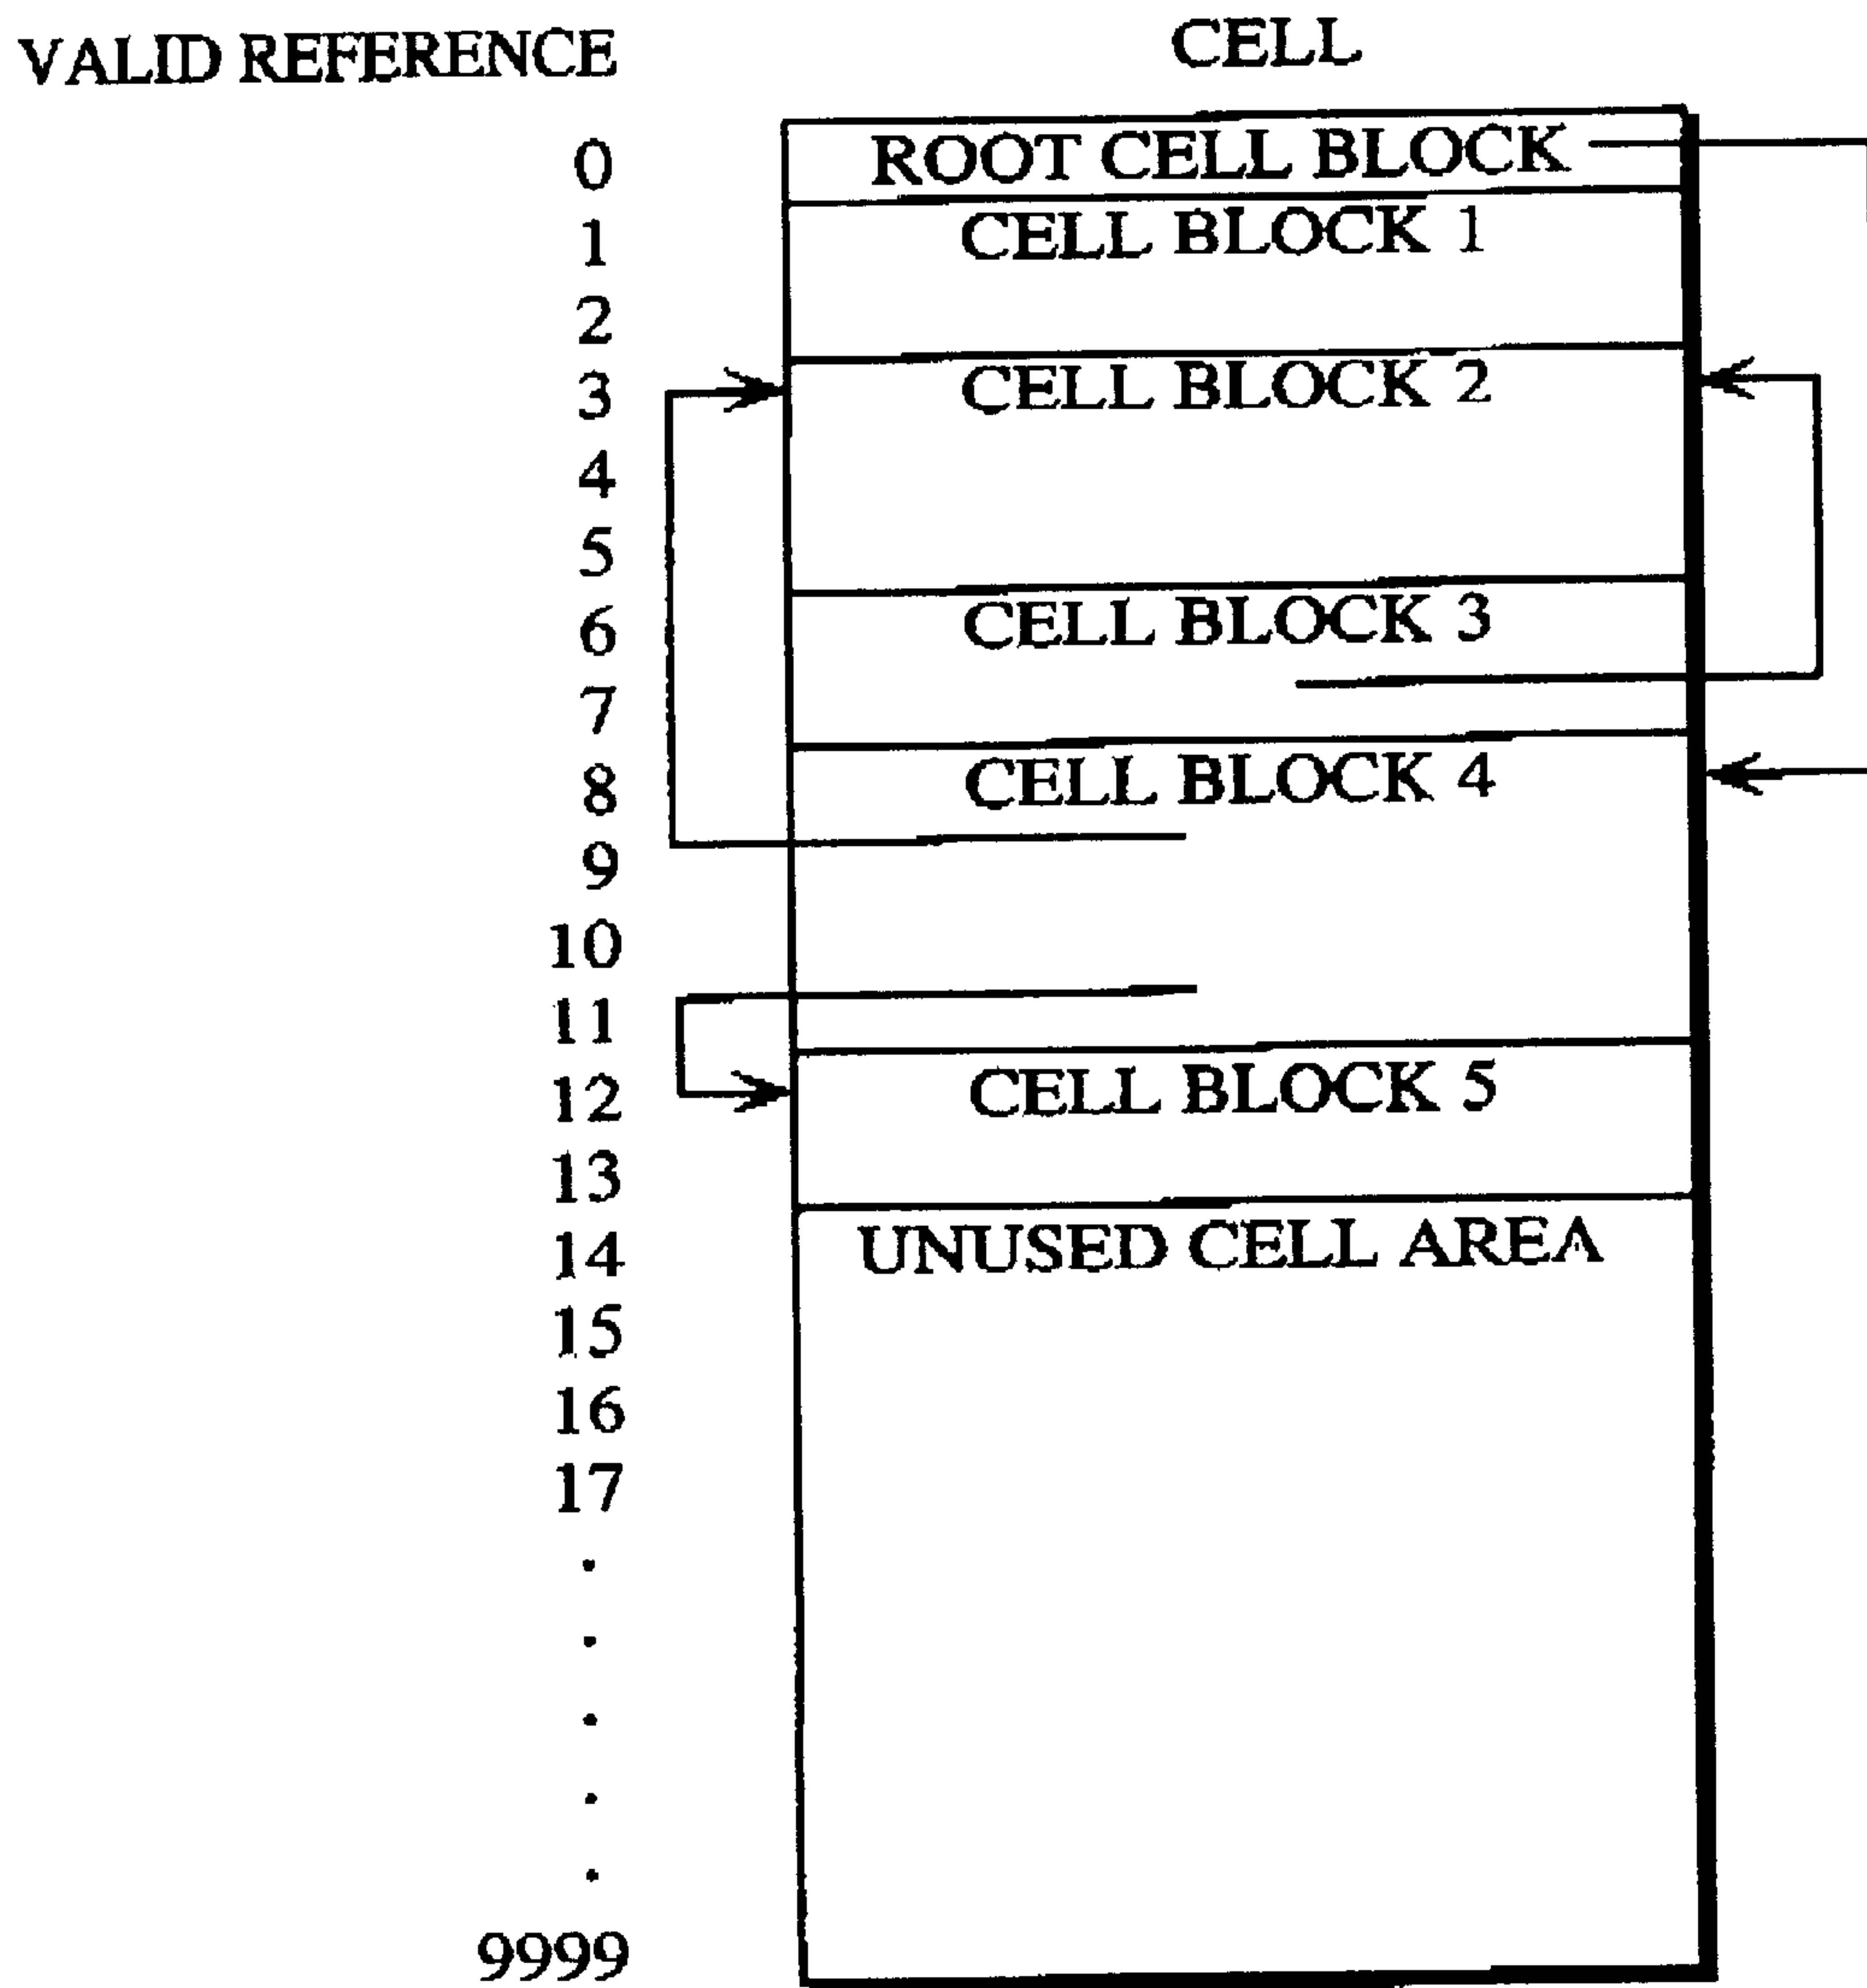 VALID REFERENCE CELL
0 ROOT CELL BLOCK
1 CELL BLOCK 1
2
3 CELL BLOCK 2
4
5
6 CELL BLOCK 3
7
8 CELL BLOCK 4
9
10
11
12 CELL BLOCK 5
13
14 UNUSED CELL AREA
15
16
17
.
.
.
.
.
9999